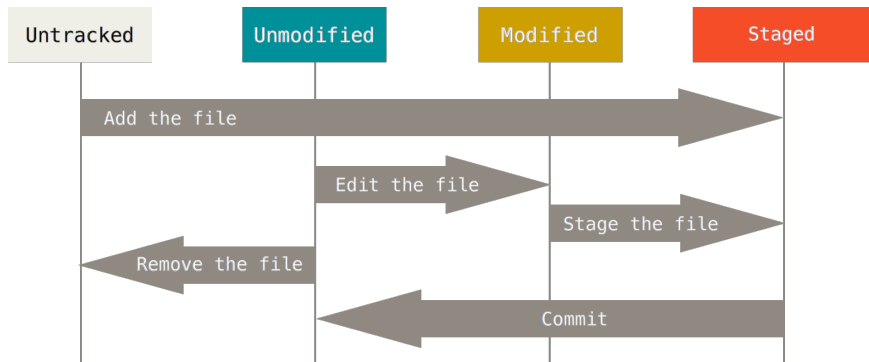 Untracked
Unmodified
Modified
Staged
Add the file
Edit the file
Stage the file
Remove the file
Commit